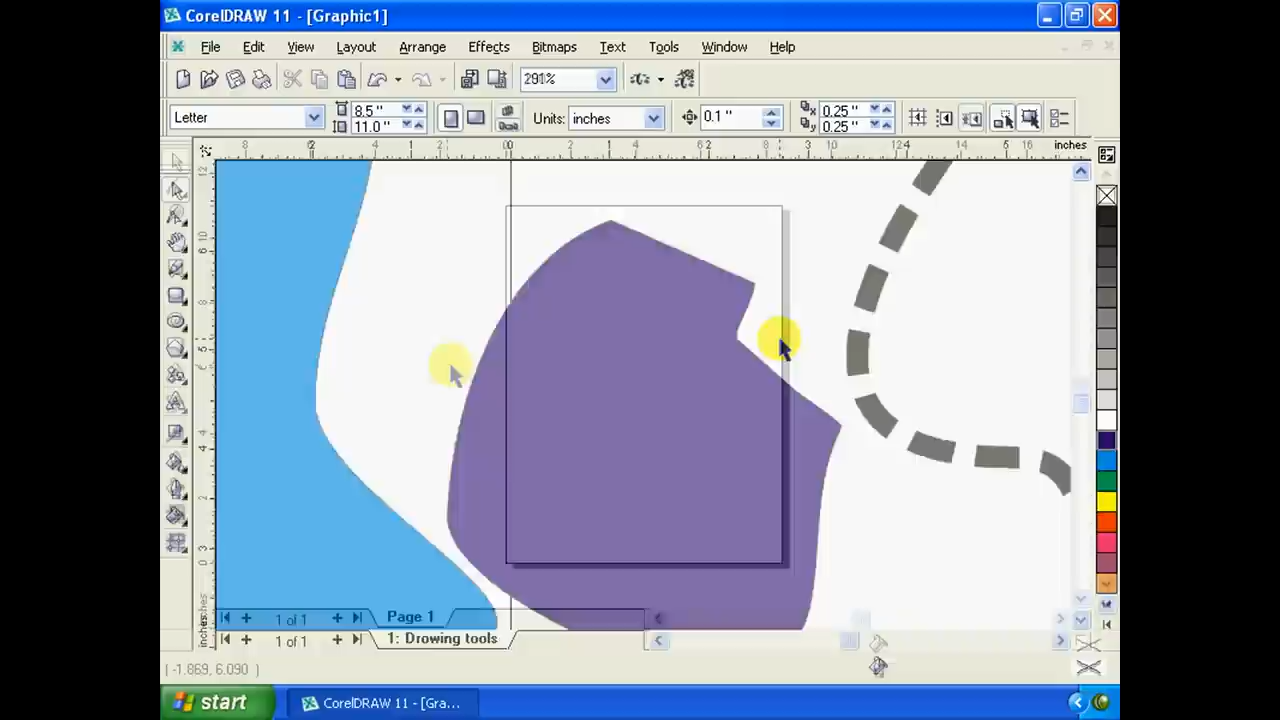 CorelDRAW 11 - [Graphic1]
File Edit View Layout Arrange Effects Bitmaps Text Tools Window Help
291%
Letter 8.5 " 11.0 " Units: inches 0.1 " 0.25 " 0.25 "
inches
1 of 1 Page 1
1 of 1 1: Drowing tools
( -1.869, 6.090 )
start CorelDRAW 11 - [Gra...